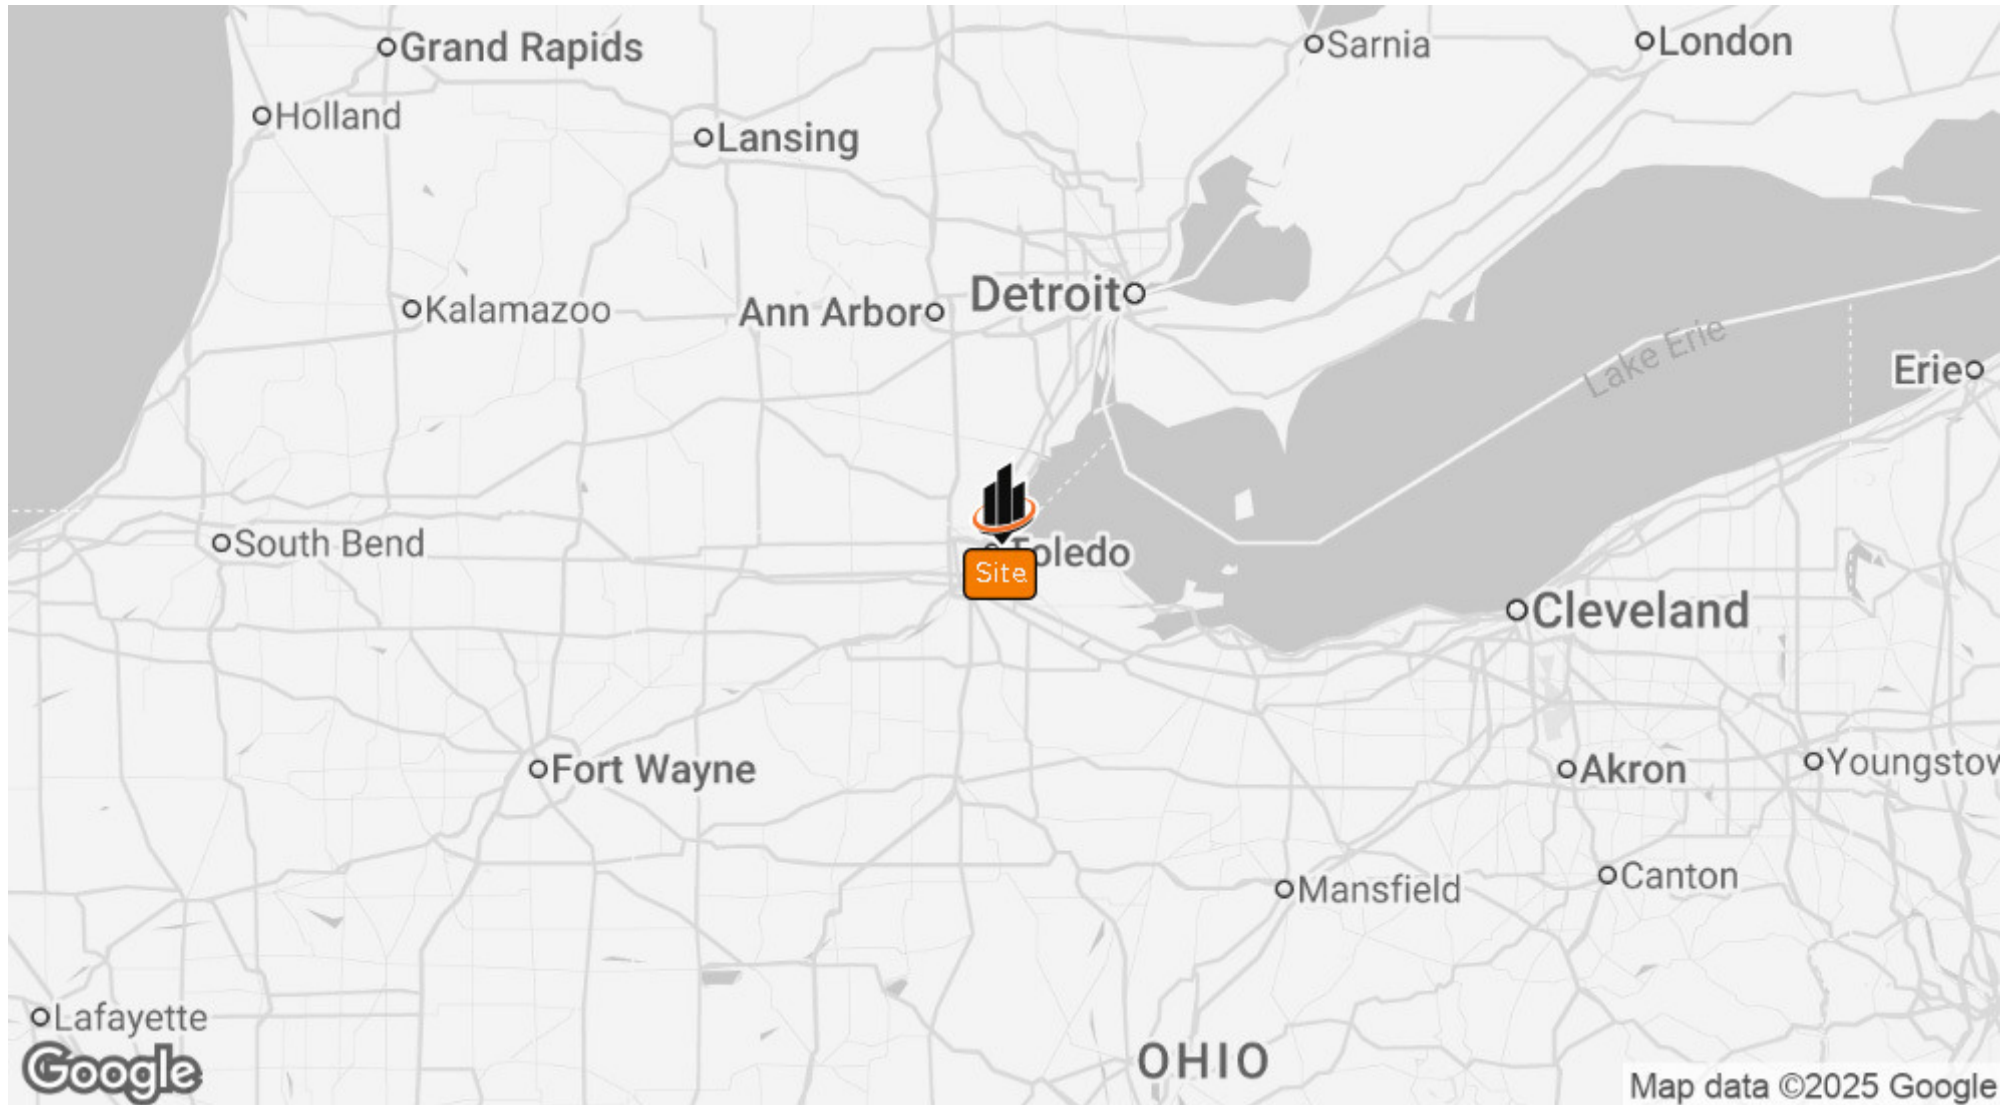 Grand Rapids
Sarnia
London
Holland
Lansing
Detroit
Kalamazoo
Ann Arbor
Lake Erie
Erie
South Bend
Toledo
Site
Cleveland
Fort Wayne
Akron
Youngstow
Mansfield
Canton
Lafayette
OHIO
Google
Map data ©2025 Google